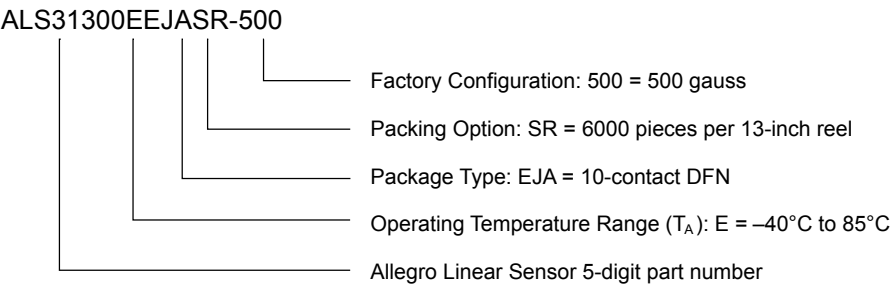 ALS31300EEJASR-500
Factory Configuration: 500 = 500 gauss
Packing Option: SR = 6000 pieces per 13-inch reel
Package Type: EJA = 10-contact DFN
Operating Temperature Range (TA): E = –40°C to 85°C
Allegro Linear Sensor 5-digit part number